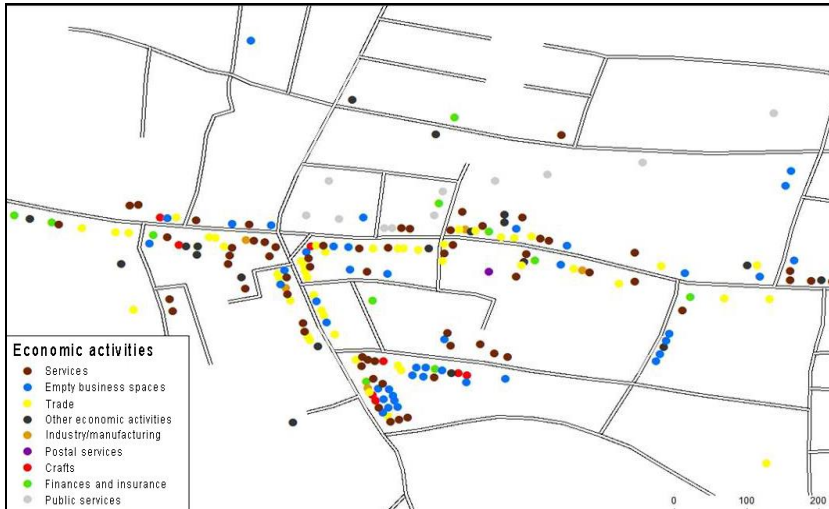 Economic activities
Services
Empty business spaces
Trade
Other economic activities
Industry/manufacturing
Postal services
Crafts
Finances and insurance
Public services
0 100 200